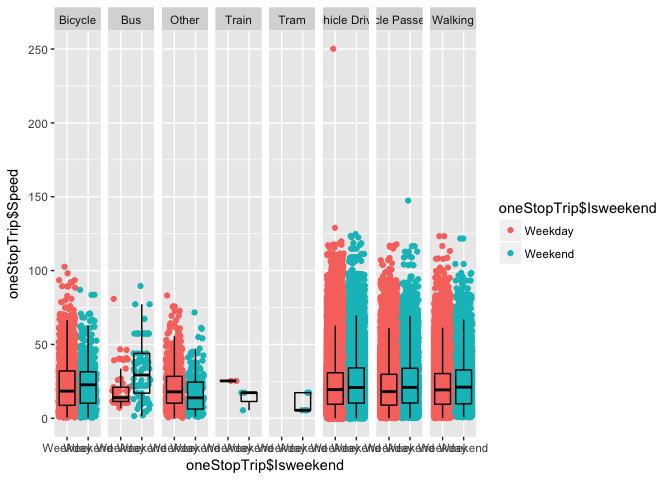 Bicycle Bus Other Train Tram hicle Driv cle Passe Walking
250
200
150
100
50
0
oneStopTrip$Speed
oneStopTrip$Isweekend
Weekday
Weekend
oneStopTrip$Isweekend